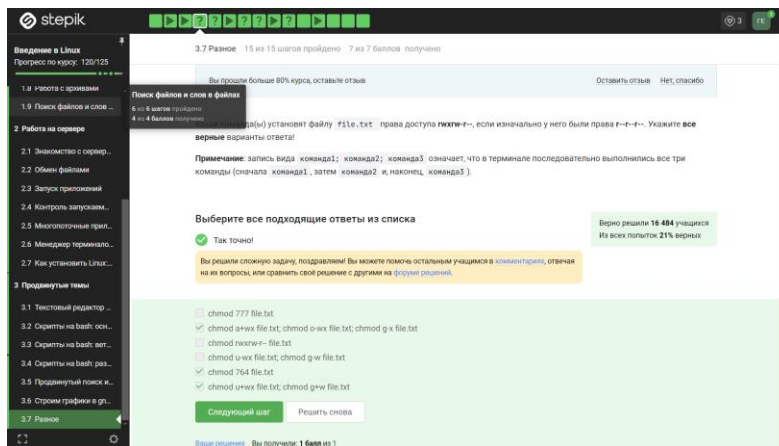 stepik
3
Введение в Linux
Прогресс по курсу: 120/125
1.8 Работа с архивами
1.9 Поиск файлов и слов ...
2 Работа на сервере
2.1 Знакомство с сервер...
2.2 Обмен файлами
2.3 Запуск приложений
2.4 Контроль запускаем...
2.5 Многопоточные прил...
2.6 Менеджер терминало...
2.7 Как установить Linux:...
3 Продвинутые темы
3.1 Текстовый редактор ...
3.2 Скрипты на bash: осн...
3.3 Скрипты на bash: вет...
3.4 Скрипты на bash: раз...
3.5 Продвинутый поиск и...
3.6 Строим графики в gn...
3.7 Разное
Поиск файлов и слов в файлах
6 из 6 шагов пройдено
4 из 4 баллов получено
3.7 Разное 15 из 15 шагов пройдено 7 из 7 баллов получено
Вы прошли больше 80% курса, оставьте отзыв Оставить отзыв Нет, спасибо
установят файлу file.txt права доступа rwxrw-r--, если изначально у него были права r--r--r--. Укажите все
верные варианты ответа!
Примечание: запись вида команда1; команда2; команда3 означает, что в терминале последовательно выполнились все три
команды (сначала команда1, затем команда2 и, наконец, команда3).
Выберите все подходящие ответы из списка
Так точно!
Верно решили 16 484 учащихся
Из всех попыток 21% верных
Вы решили сложную задачу, поздравляем! Вы можете помочь остальным учащимся в комментариях, отвечая
на их вопросы, или сравнить своё решение с другими на форуме решений.
chmod 777 file.txt
chmod a+wx file.txt; chmod o-wx file.txt; chmod g-x file.txt
chmod rwxrw-r-- file.txt
chmod u-wx file.txt; chmod g-w file.txt
chmod 764 file.txt
chmod u+wx file.txt; chmod g+w file.txt
Следующий шаг Решить снова
Ваши решения Вы получили: 1 балл из 1